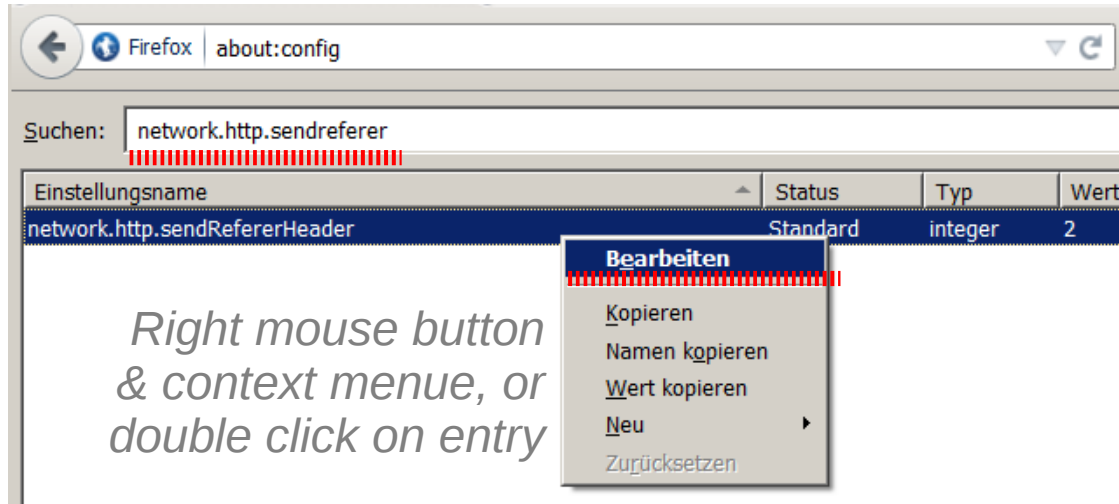 Firefox about:config
Suchen: network.http.sendreferer
Einstellungsname Status Typ Wert
network.http.sendRefererHeader Standard integer 2
Bearbeiten
Kopieren
Namen kopieren
Wert kopieren
Neu
Zurücksetzen
Right mouse button
& context menue, or
double click on entry